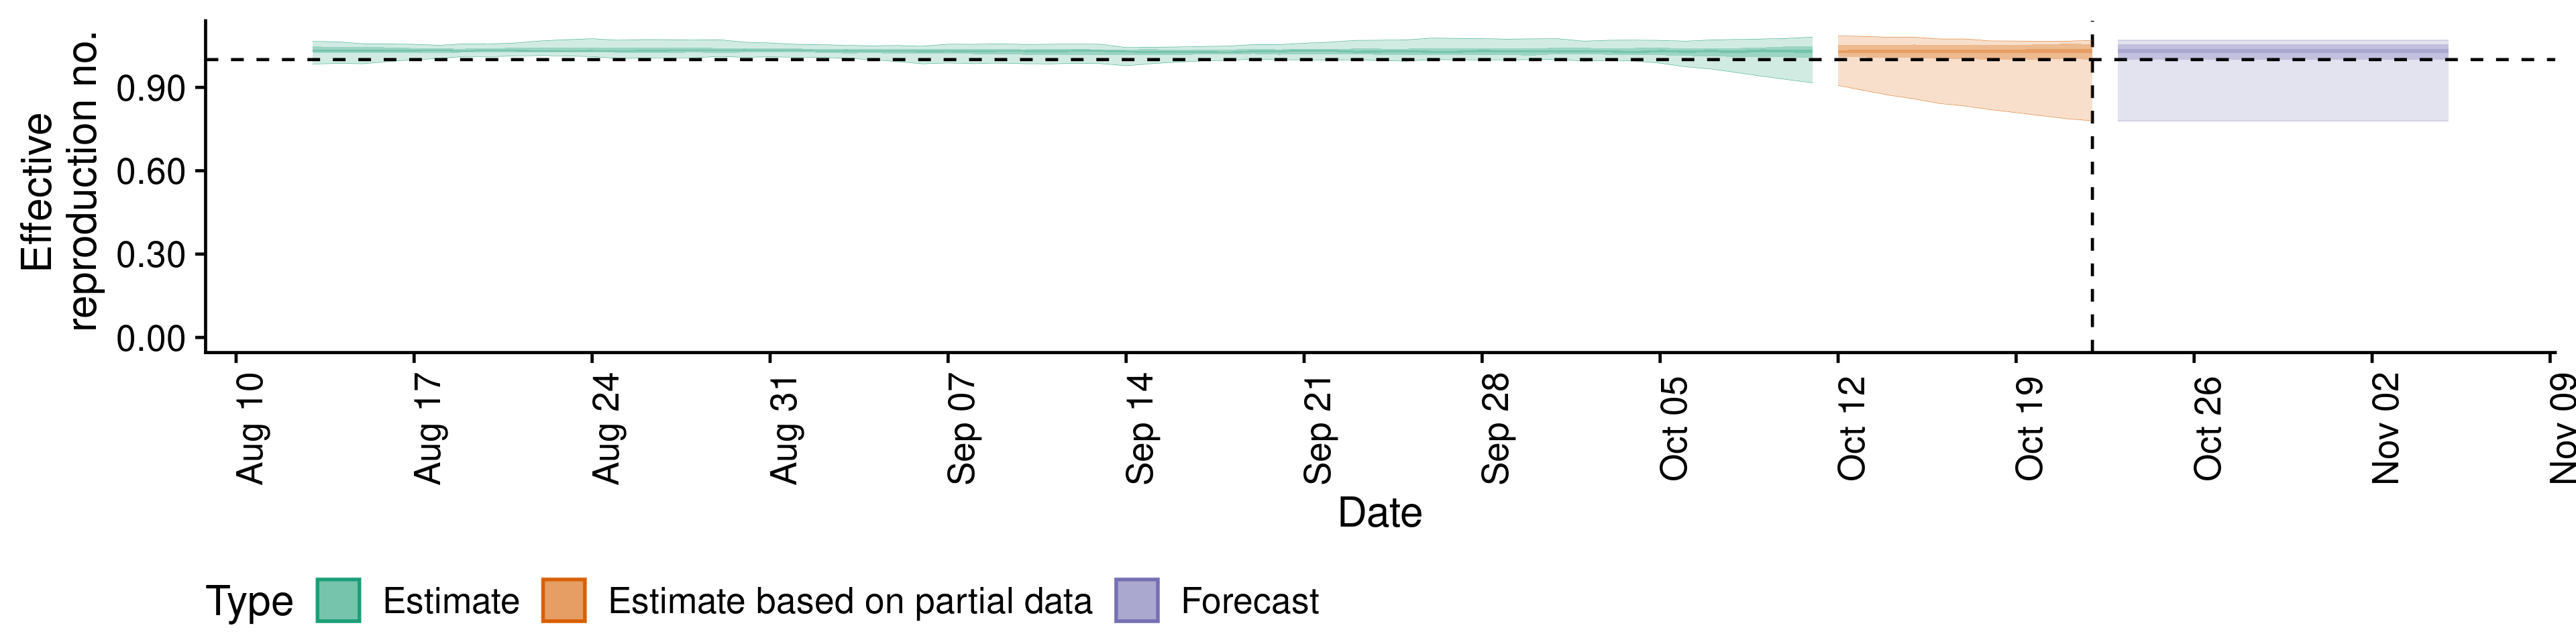 Effective
reproduction no.
0.90
0.60
0.30
0.00
Aug 10
Aug 17
Aug 24
Aug 31
Sep 07
Sep 14
Sep 21
Sep 28
Oct 05
Oct 12
Oct 19
Oct 26
Nov 02
Nov 09
Date
Type Estimate Estimate based on partial data Forecast